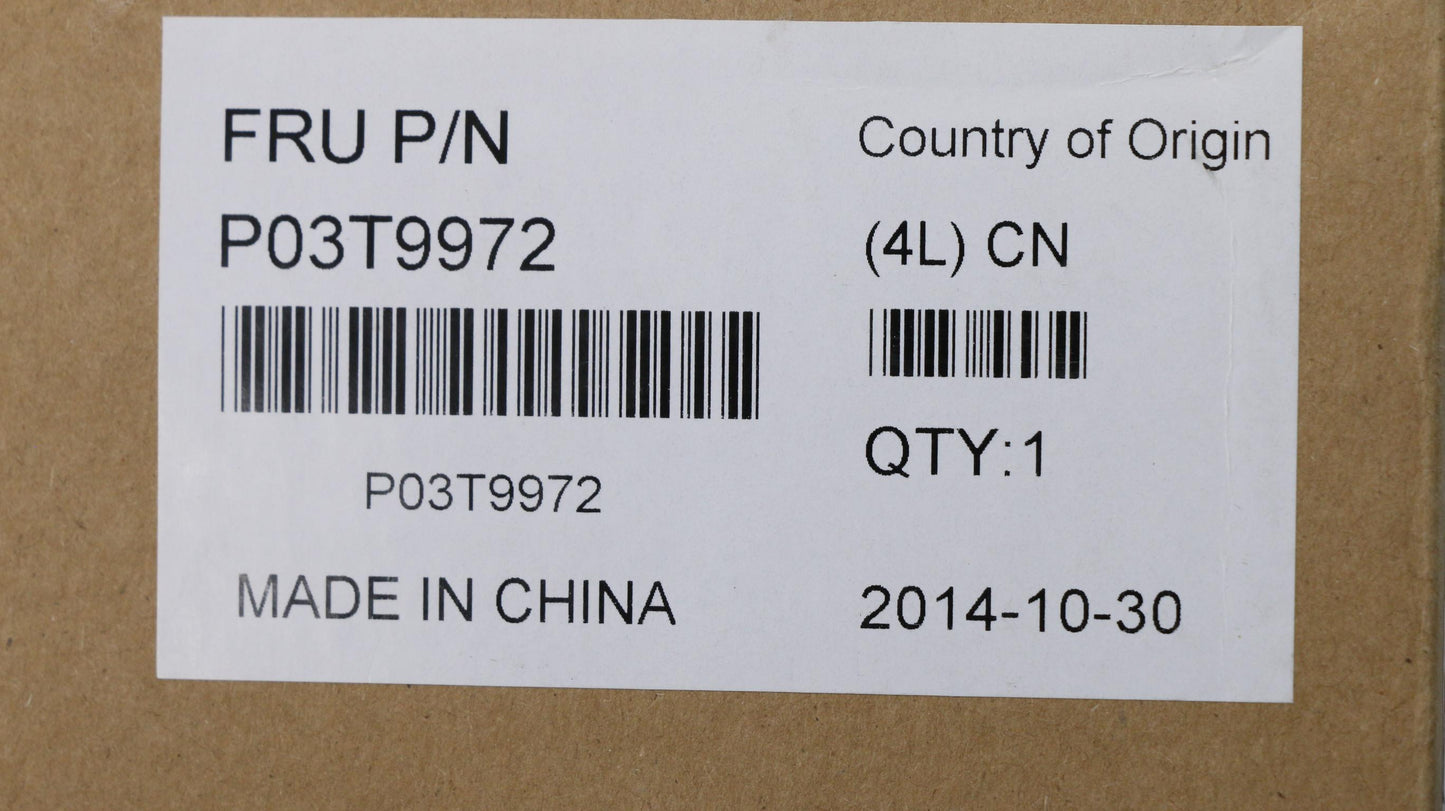 FRU P/N
P03T9972
P03T9972
MADE IN CHINA
Country of Origin
(4L) CN
QTY:1
2014-10-30